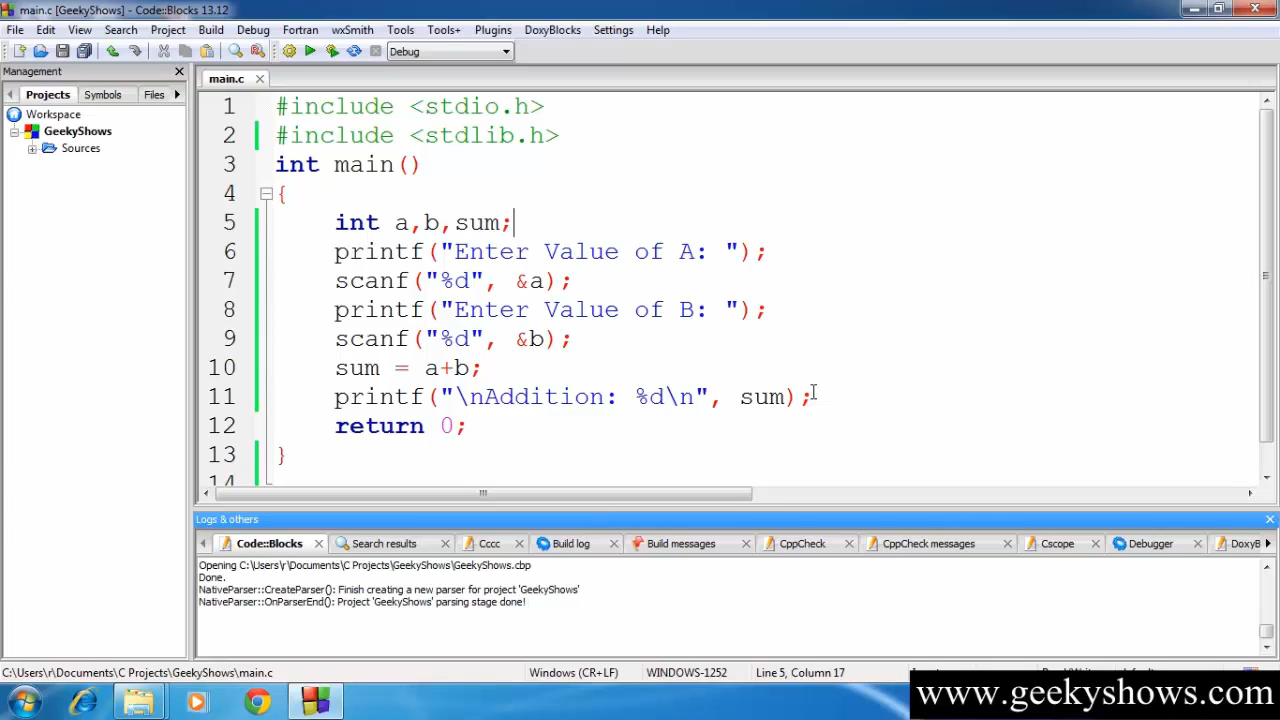 main.c [GeekyShows] - Code::Blocks 13.12
File Edit View Search Project Build Debug Fortran wxSmith Tools Tools+ Plugins DoxyBlocks Settings Help
Debug
Management
main.c
Projects Symbols Files
Workspace
GeekyShows
Sources
1 #include <stdio.h>
2 #include <stdlib.h>
3 int main()
4 {
5 int a,b,sum;
6 printf("Enter Value of A: ");
7 scanf("%d", &a);
8 printf("Enter Value of B: ");
9 scanf("%d", &b);
10 sum = a+b;
11 printf("\nAddition: %d\n", sum);
12 return 0;
13 }
14
Logs & others
Code::Blocks Search results Cccc Build log Build messages CppCheck CppCheck messages Cscope Debugger DoxyB
Opening C:\Users\r\Documents\C Projects\GeekyShows\GeekyShows.cbp
Done.
NativeParser::CreateParser(): Finish creating a new parser for project 'GeekyShows'
NativeParser::OnParserEnd(): Project 'GeekyShows' parsing stage done!
C:\Users\r\Documents\C Projects\GeekyShows\main.c Windows (CR+LF) WINDOWS-1252 Line 5, Column 17
www.geekyshows.com